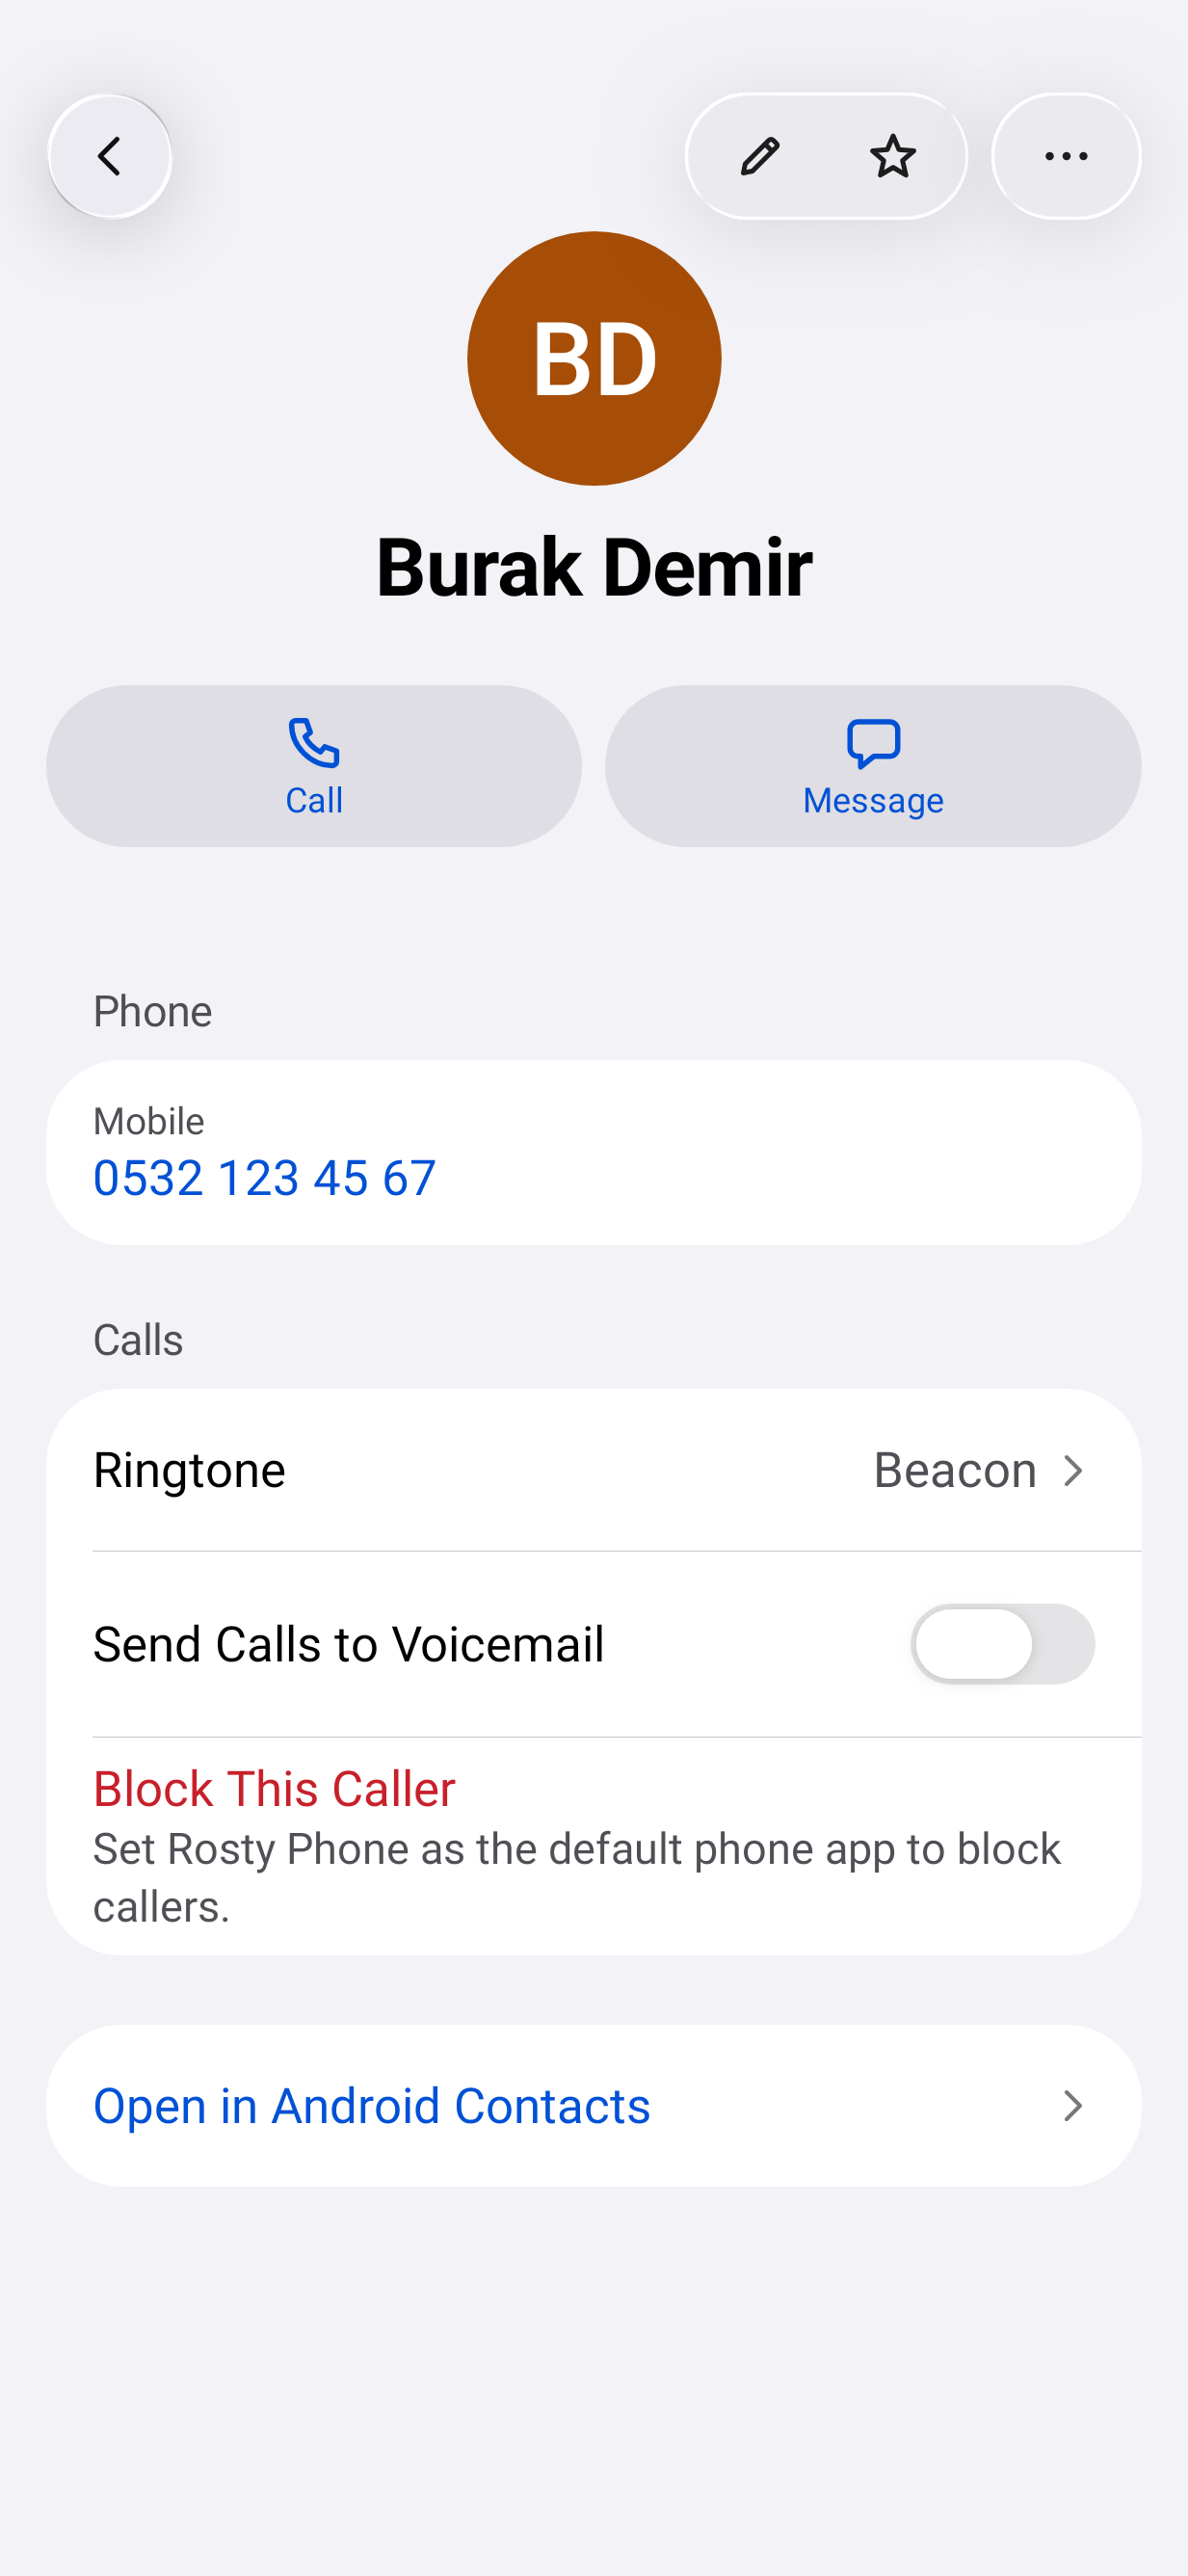 BD
Burak Demir
Call
Message
Phone
Mobile
0532 123 45 67
Calls
Ringtone
Beacon
Send Calls to Voicemail
Block This Caller
Set Rosty Phone as the default phone app to block
callers.
Open in Android Contacts